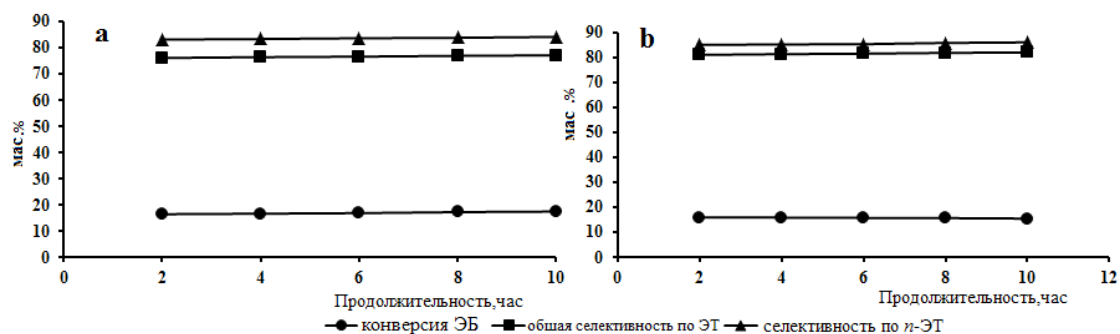 a
мас.%
90
80
70
60
50
40
30
20
10
0
0 2 4 6 8 10
Продолжительность,час
b
мас .%
90
80
70
60
50
40
30
20
10
0
0 2 4 6 8 10 12
Продолжительность,час
конверсия ЭБ общая селективность по ЭТ селективность по п-ЭТ